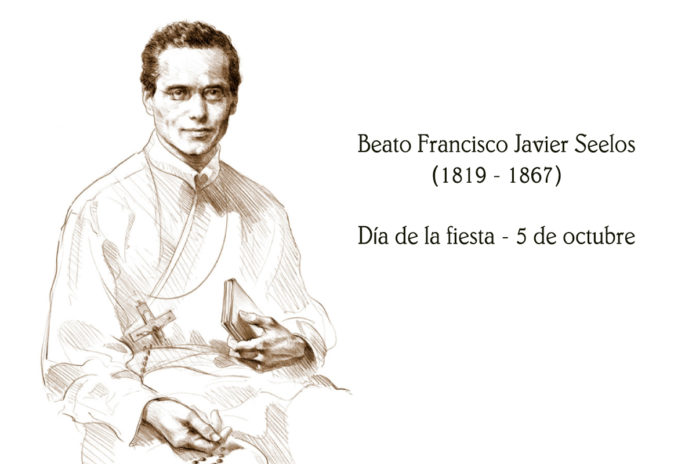 Beato Francisco Javier Seelos
(1819 - 1867)
Día de la fiesta - 5 de octubre